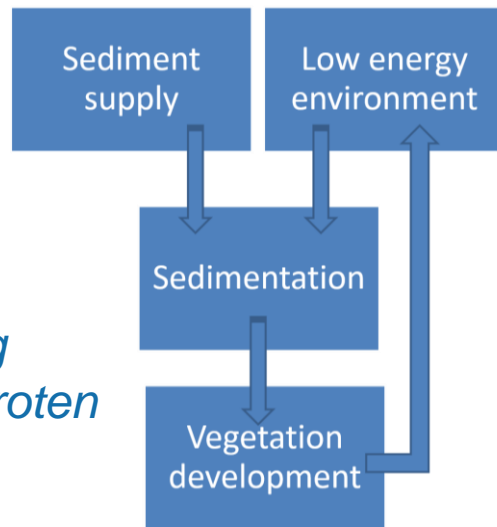 Sediment
supply
Low energy
environment
Sedimentation
Vegetation
development